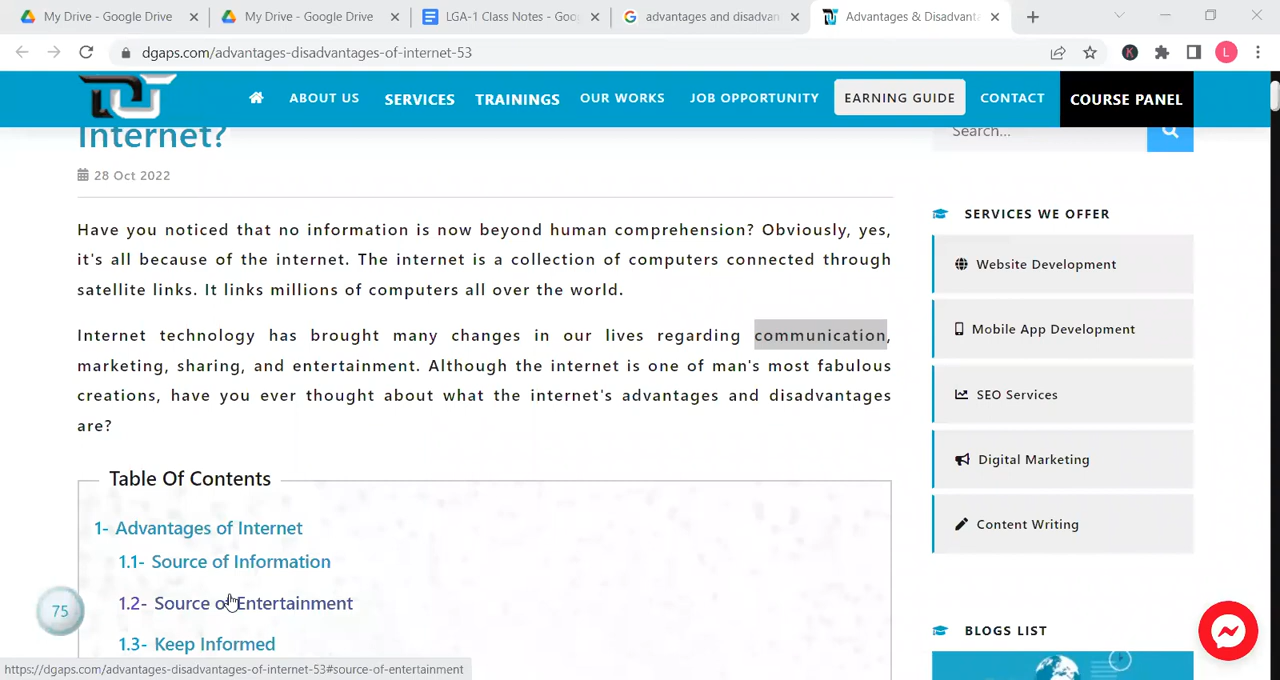 My Drive - Google Drive
My Drive - Google Drive
LGA-1 Class Notes - Goo
advantages and disadvan
Advantages & Disadvant
dgaps.com/advantages-disadvantages-of-internet-53
K
L
ABOUT US
SERVICES
TRAININGS
OUR WORKS
JOB OPPORTUNITY
EARNING GUIDE
CONTACT
COURSE PANEL
Internet?
Search...
28 Oct 2022
Have you noticed that no information is now beyond human comprehension? Obviously, yes,
it's all because of the internet. The internet is a collection of computers connected through
satellite links. It links millions of computers all over the world.
Internet technology has brought many changes in our lives regarding communication,
marketing, sharing, and entertainment. Although the internet is one of man's most fabulous
creations, have you ever thought about what the internet's advantages and disadvantages
are?
Table Of Contents
1- Advantages of Internet
1.1- Source of Information
1.2- Source of Entertainment
1.3- Keep Informed
75
https://dgaps.com/advantages-disadvantages-of-internet-53#source-of-entertainment
SERVICES WE OFFER
Website Development
Mobile App Development
SEO Services
Digital Marketing
Content Writing
BLOGS LIST